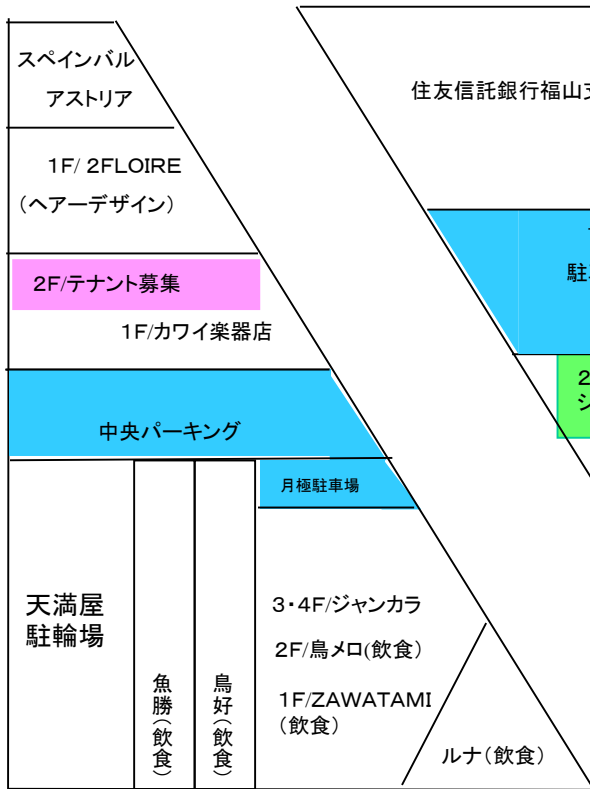 スペインバル
アストリア
1F/ 2FLOIRE
(ヘアーデザイン)
2F/テナント募集
1F/カワイ楽器店
中央パーキング
月極駐車場
天満屋
駐輪場
魚勝(飲食)
鳥好(飲食)
3・4F/ジャンカラ
2F/鳥メロ(飲食)
1F/ZAWATAMI
(飲食)
ルナ(飲食)
住友信託銀行福山支
駐
2
シ